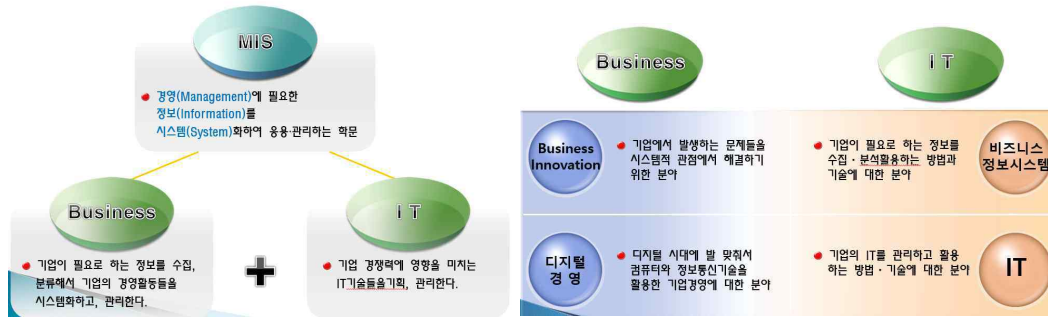 MIS
경영(Management)에 필요한
정보(Information)를
시스템(System)화하여 응용·관리하는 학문
Business
기업이 필요로 하는 정보를 수집,
분류해서 기업의 경영활동들을
시스템화하고, 관리한다.
IT
기업 경쟁력에 영향을 미치는
IT기술들을기획, 관리한다.
Business
IT
Business
Innovation
기업에서 발생하는 문제들을
시스템적 관점에서 해결하기
위한 분야
기업이 필요로 하는 정보를
수집·분석활용하는 방법과
기술에 대한 분야
비즈니스
정보시스템
디지털
경영
디지털 시대에 발 맞춰서
컴퓨터와 정보통신기술을
활용한 기업경영에 대한 분야
기업의 IT를 관리하고 활용
하는 방법·기술에 대한 분야
IT